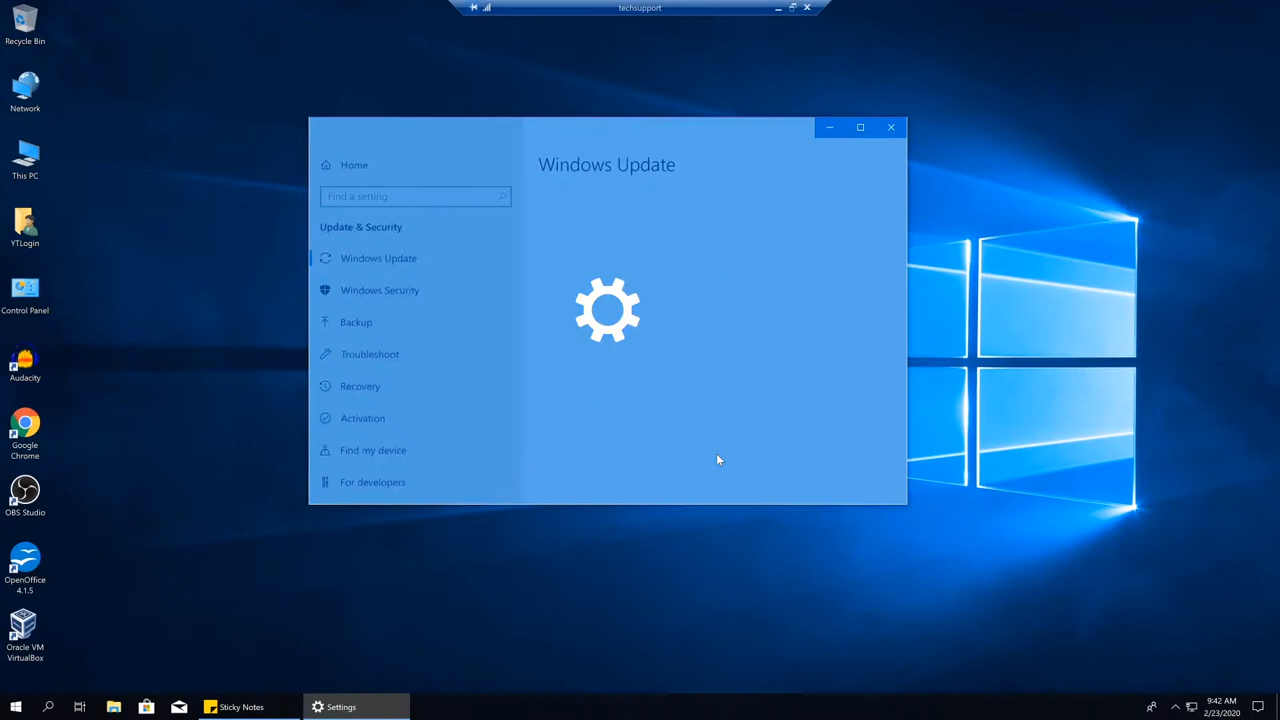 techsupport
Recycle Bin
Network
This PC
YTLogin
Control Panel
Audacity
Google
Chrome
OBS Studio
OpenOffice
4.1.5
Oracle VM
VirtualBox
Home
Find a setting
Update & Security
Windows Update
Windows Security
Backup
Troubleshoot
Recovery
Activation
Find my device
For developers
Windows Update
Sticky Notes
Settings
9:42 AM
2/23/2020